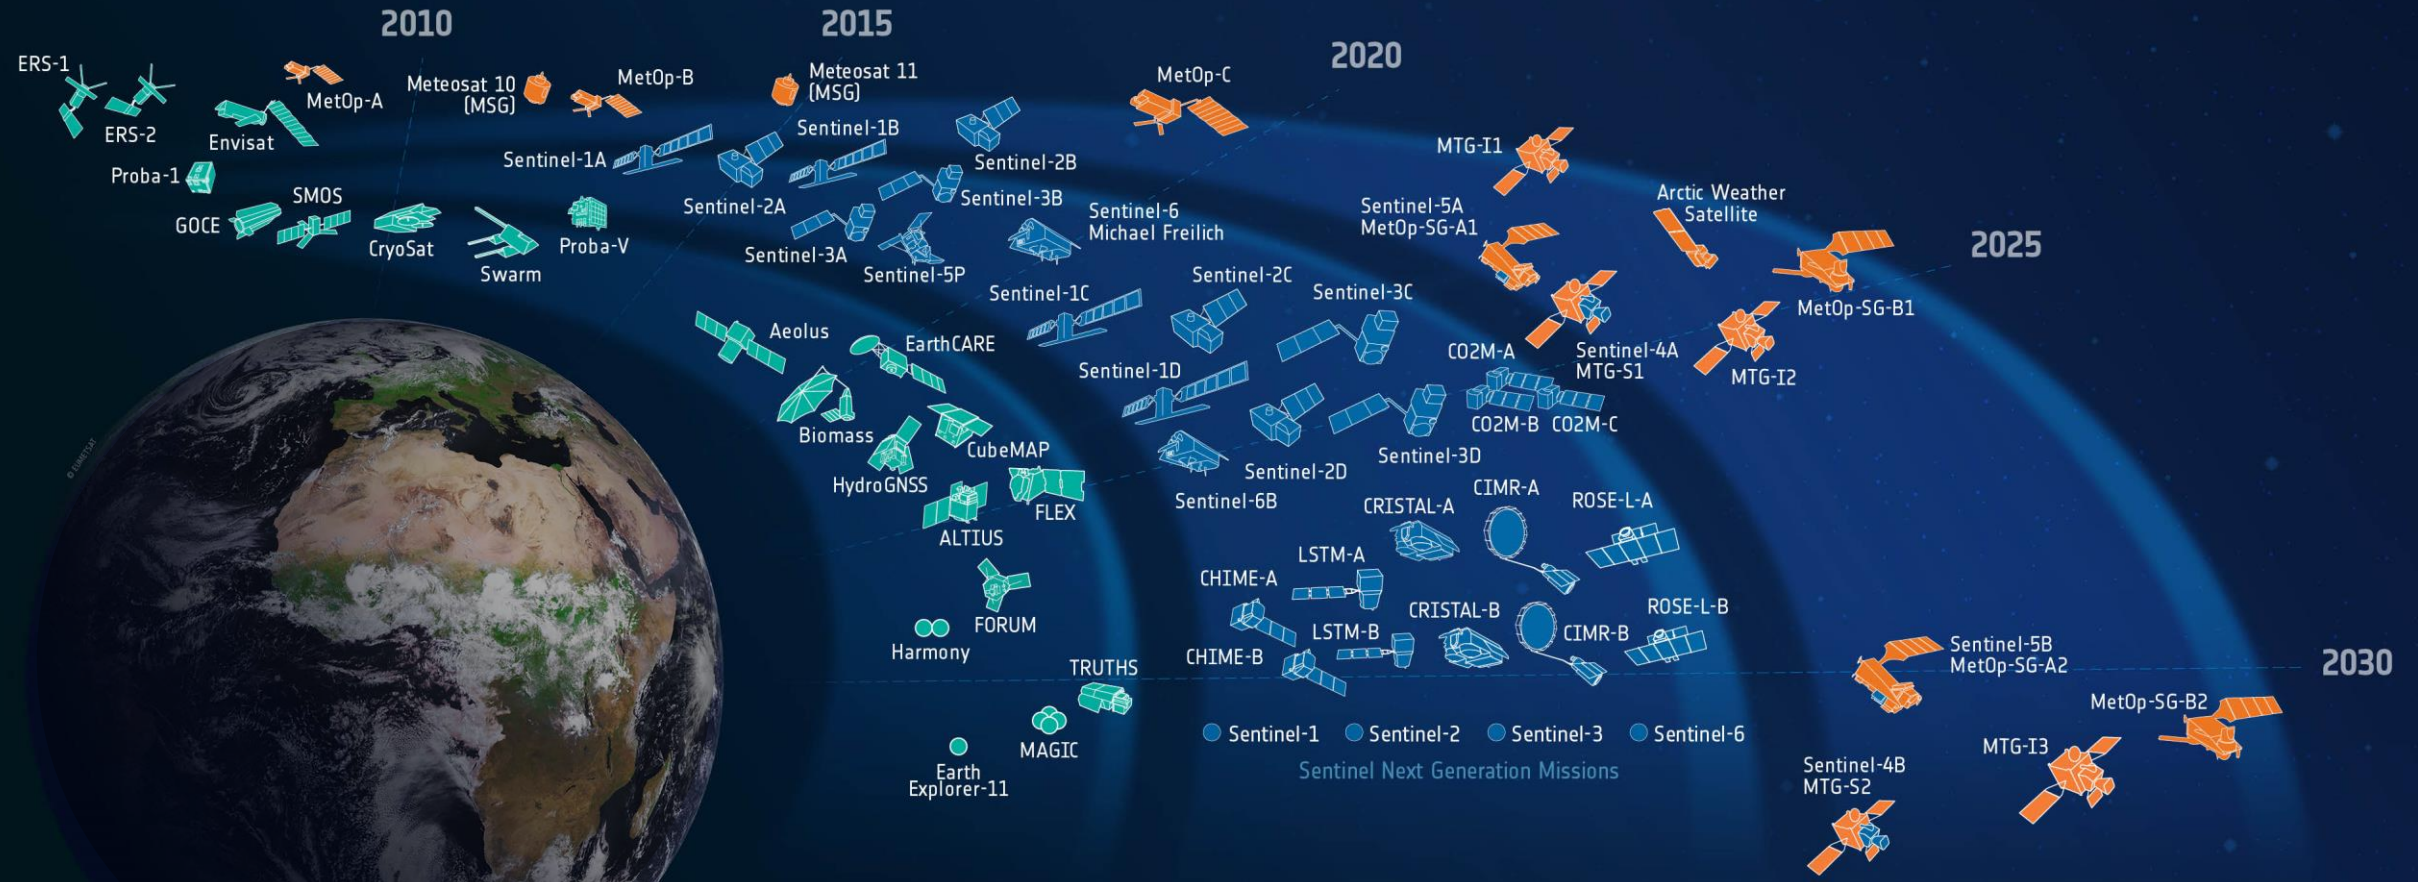 2010
2015
2020
2025
2030
ERS-1
ERS-2
MetOp-A
Envisat
Proba-1
GOCE
SMOS
CryoSat
Swarm
Proba-V
Meteosat 10
(MSG)
MetOp-B
Meteosat 11
(MSG)
MetOp-C
Sentinel-1A
Sentinel-1B
Sentinel-2A
Sentinel-2B
Sentinel-3A
Sentinel-3B
Sentinel-5P
Sentinel-6
Michael Freilich
MTG-I1
Sentinel-5A
MetOp-SG-A1
Arctic Weather
Satellite
MetOp-SG-B1
Sentinel-4A
MTG-S1
MTG-I2
Aeolus
EarthCARE
Biomass
CubeMAP
HydroGNSS
FLEX
ALTIUS
FORUM
Harmony
TRUTHS
MAGIC
Earth
Explorer-11
Sentinel-1C
Sentinel-2C
Sentinel-3C
Sentinel-1D
Sentinel-2D
Sentinel-3D
Sentinel-6B
CO2M-A
CO2M-B
CO2M-C
CRISTAL-A
CIMR-A
ROSE-L-A
LSTM-A
CHIME-A
CRISTAL-B
ROSE-L-B
LSTM-B
CIMR-B
CHIME-B
Sentinel-1
Sentinel-2
Sentinel-3
Sentinel-6
Sentinel Next Generation Missions
Sentinel-5B
MetOp-SG-A2
MetOp-SG-B2
MTG-I3
Sentinel-4B
MTG-S2
© EUMETSAT